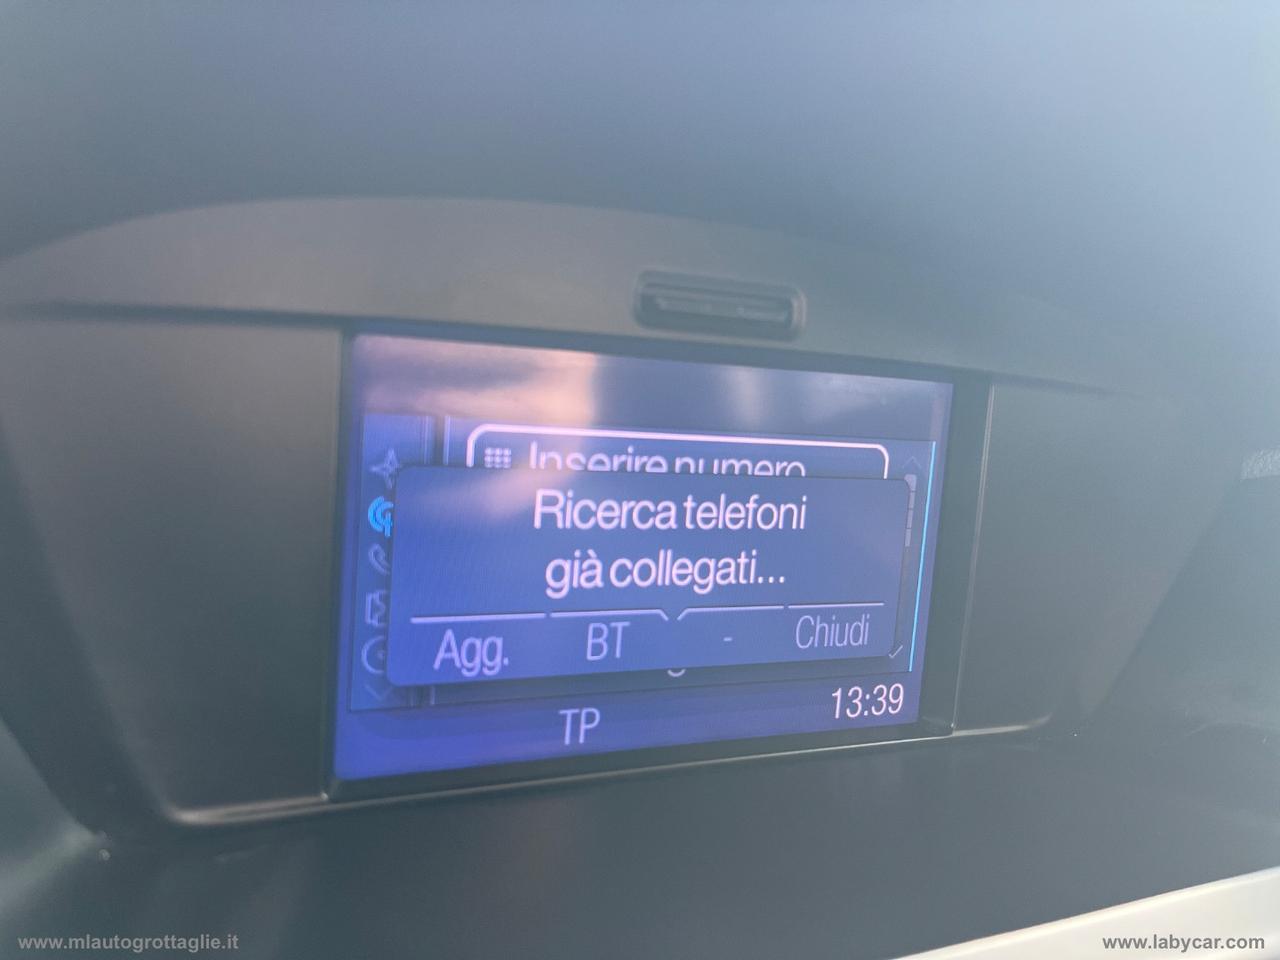 Inserire numero
Ricerca telefoni
già collegati...
Agg. BT - Chiudi
TP 13:39
www.mlautogrottaglie.it
www.labycar.com